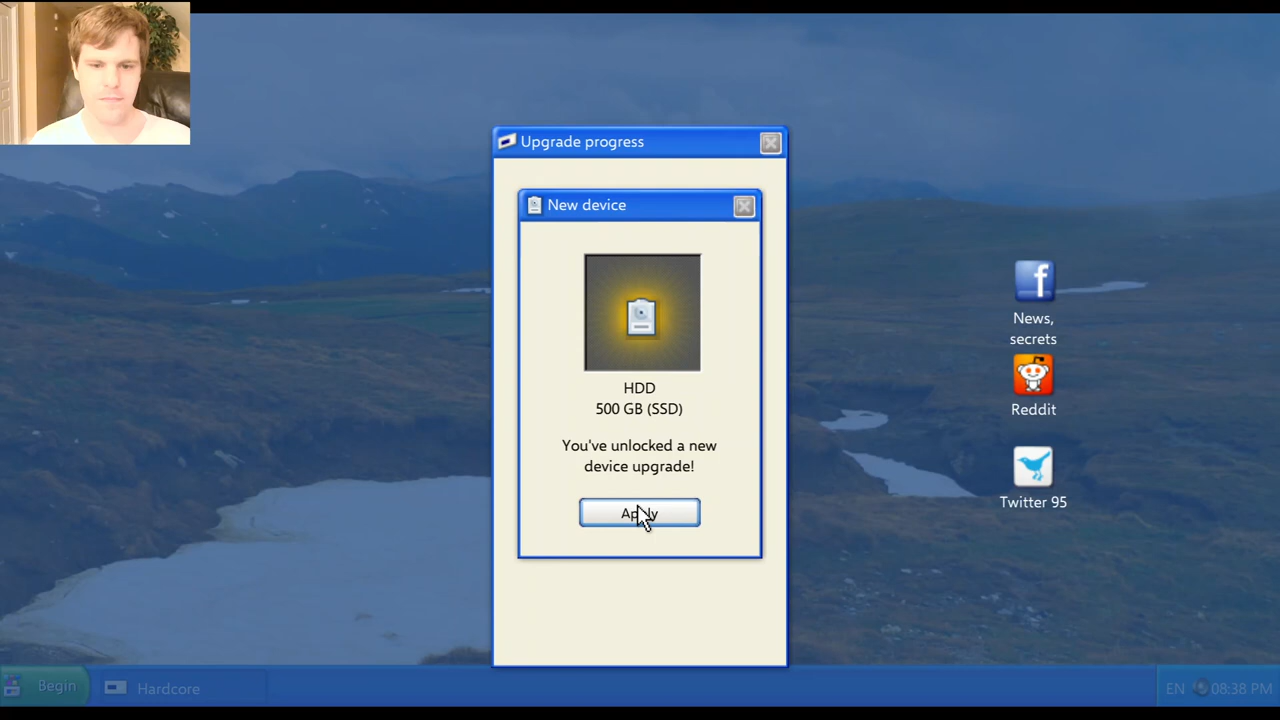 Upgrade progress
New device
HDD
500 GB (SSD)
You've unlocked a new
device upgrade!
Apply
News,
secrets
Reddit
Twitter 95
Begin
Hardcore
EN
08:38 PM